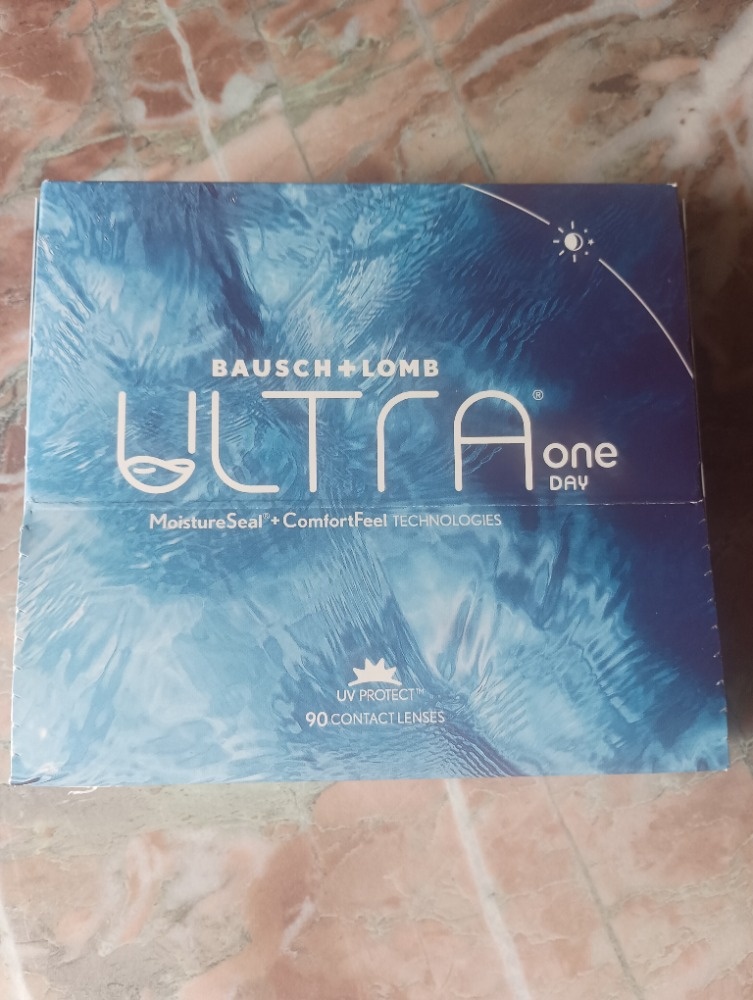 BAUSCH + LOMB
ULTRA® one
DAY
MoistureSeal® + ComfortFeel TECHNOLOGIES
UV PROTECT™
90 CONTACT LENSES